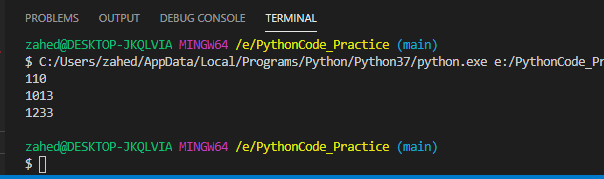 PROBLEMS OUTPUT DEBUG CONSOLE TERMINAL
zahed@DESKTOP-JKQLVIA MINGW64 /e/PythonCode_Practice (main)
$ C:/Users/zahed/AppData/Local/Programs/Python/Python37/python.exe e:/PythonCode_Pr
110
1013
1233
zahed@DESKTOP-JKQLVIA MINGW64 /e/PythonCode_Practice (main)
$